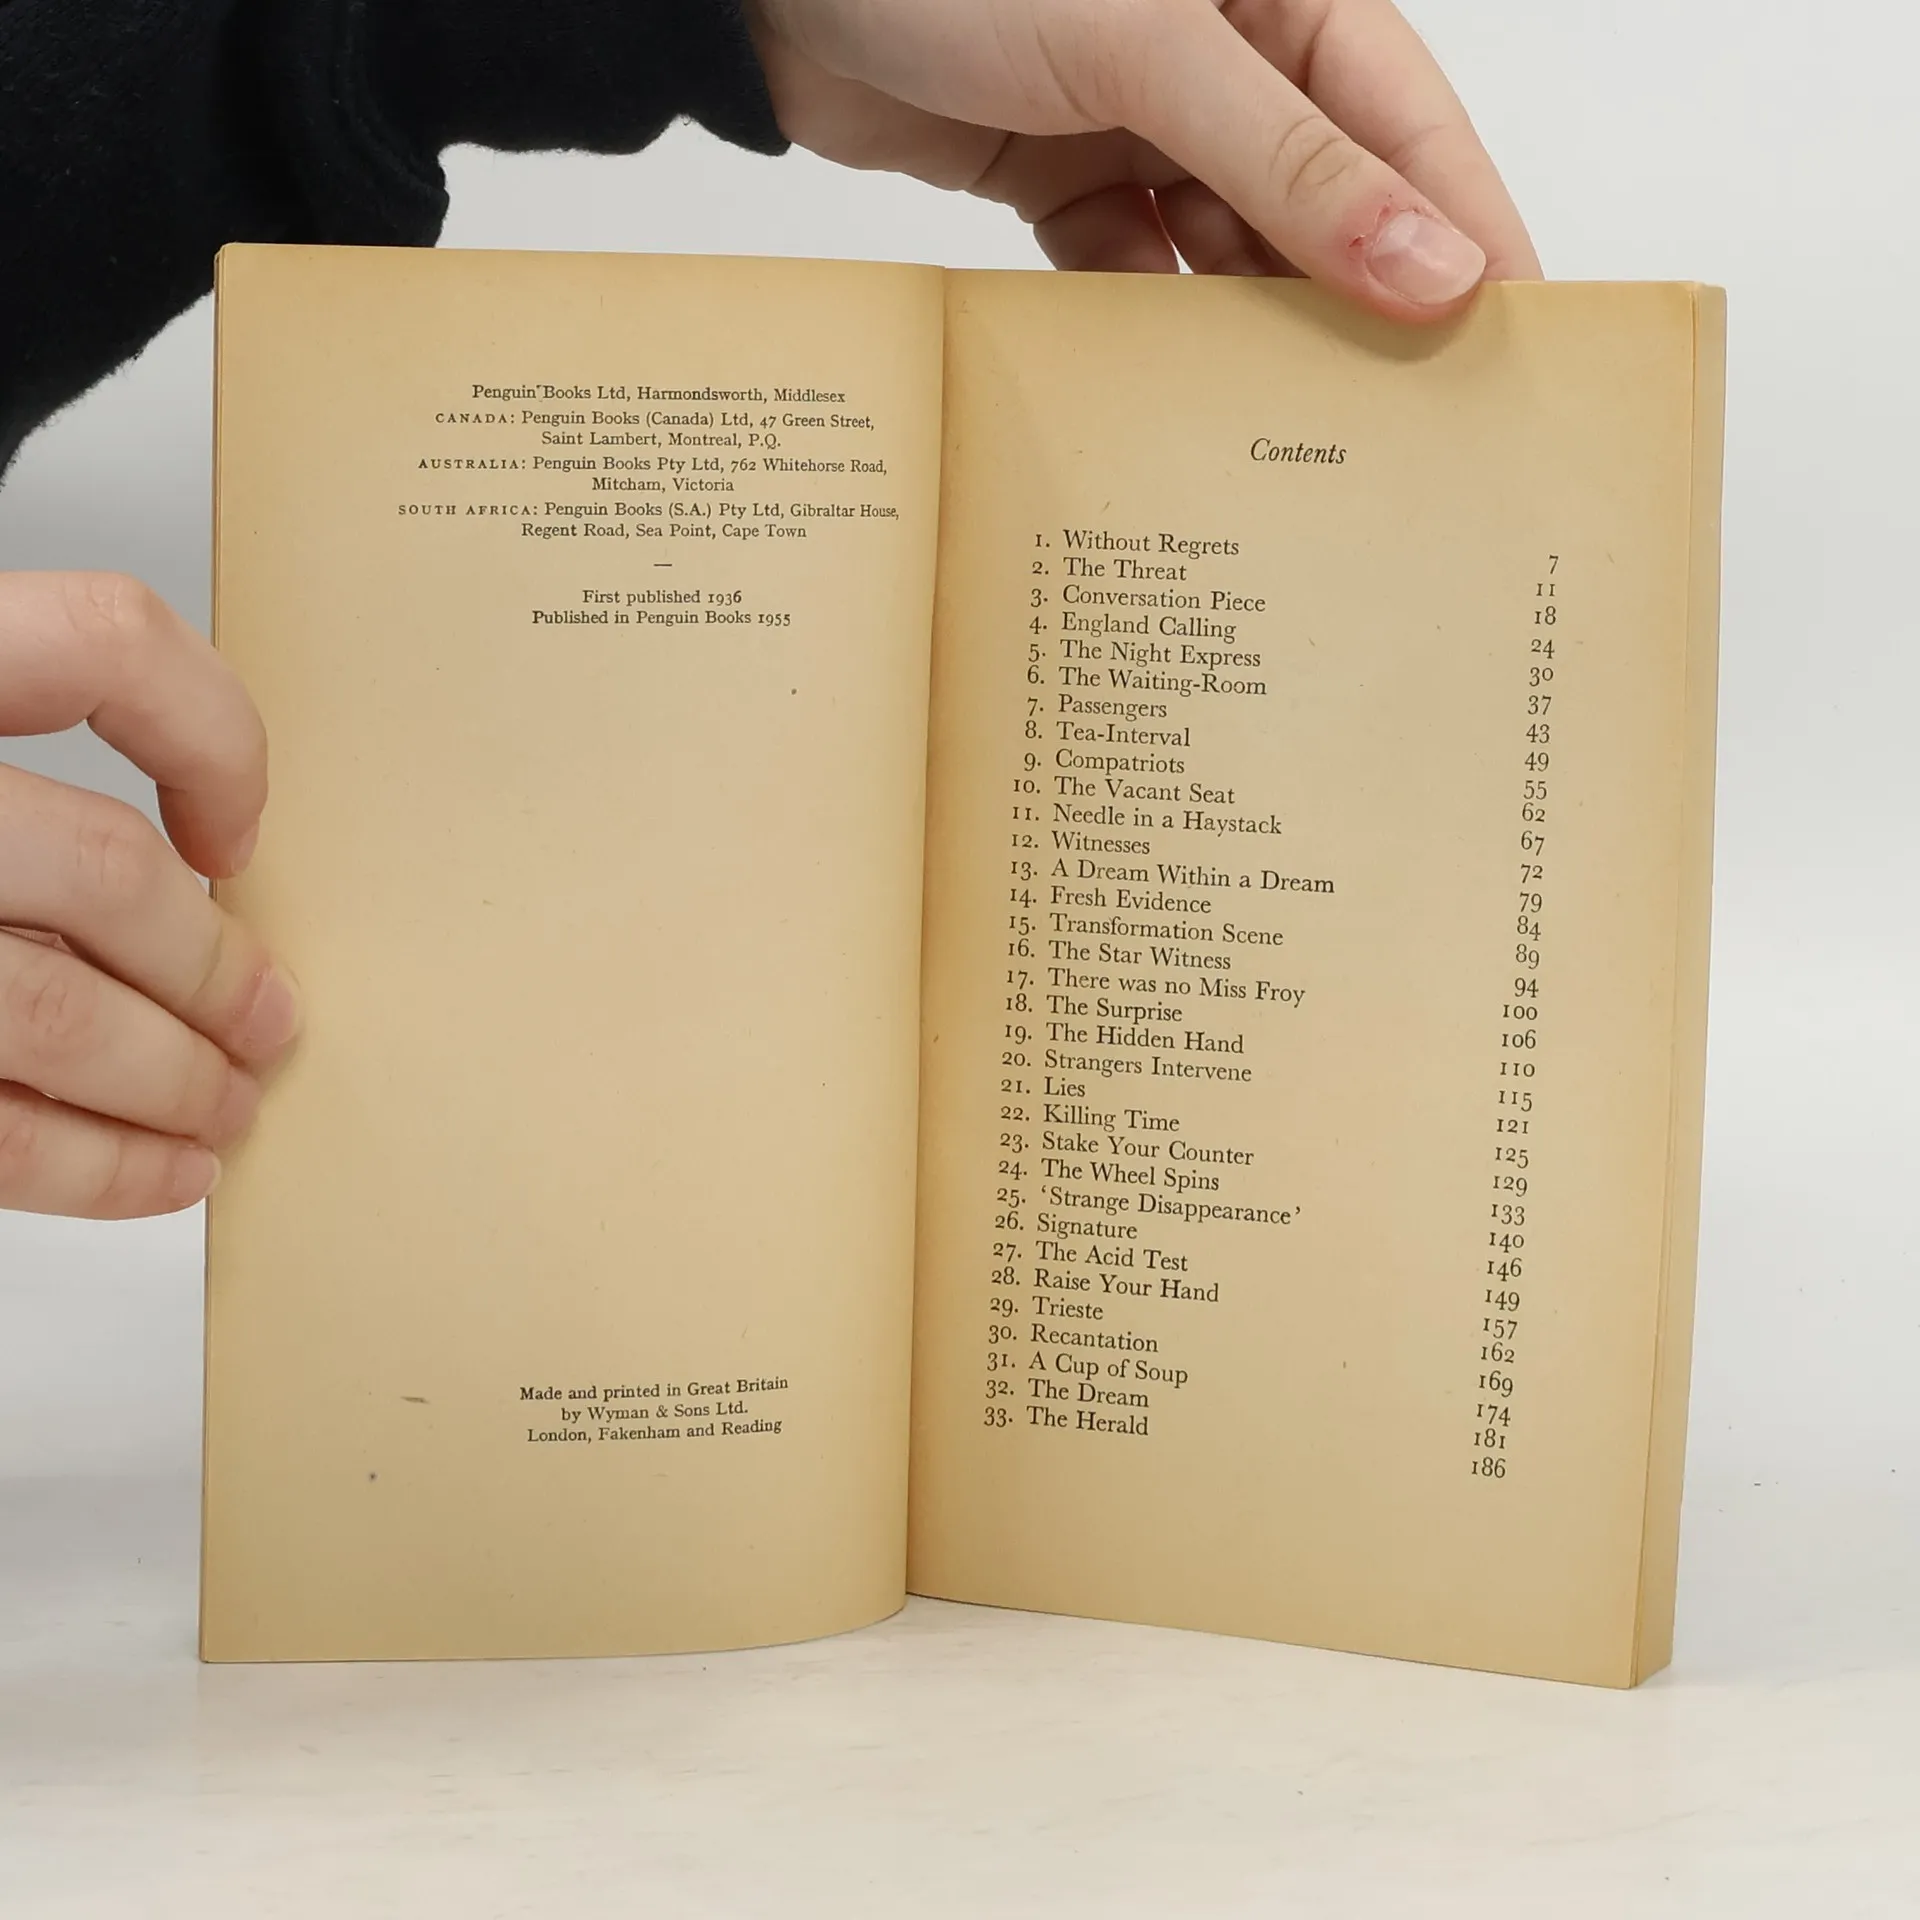 Penguin Books Ltd, Harmondsworth, Middlesex
CANADA: Penguin Books (Canada) Ltd, 47 Green Street,
Saint Lambert, Montreal, P.Q.
AUSTRALIA: Penguin Books Pty Ltd, 762 Whitehorse Road,
Mitcham, Victoria
SOUTH AFRICA: Penguin Books (S.A.) Pty Ltd, Gibraltar House,
Regent Road, Sea Point, Cape Town
—
First published 1936
Published in Penguin Books 1955
Made and printed in Great Britain
by Wyman & Sons Ltd.
London, Fakenham and Reading
Contents
1. Without Regrets 7
2. The Threat 11
3. Conversation Piece 18
4. England Calling 24
5. The Night Express 30
6. The Waiting-Room 37
7. Passengers 43
8. Tea-Interval 49
9. Compatriots 55
10. The Vacant Seat 62
11. Needle in a Haystack 67
12. Witnesses 72
13. A Dream Within a Dream 79
14. Fresh Evidence 84
15. Transformation Scene 89
16. The Star Witness 94
17. There was no Miss Froy 100
18. The Surprise 106
19. The Hidden Hand 110
20. Strangers Intervene 115
21. Lies 121
22. Killing Time 125
23. Stake Your Counter 129
24. The Wheel Spins 133
25. ‘Strange Disappearance’ 140
26. Signature 146
27. The Acid Test 149
28. Raise Your Hand 157
29. Trieste 162
30. Recantation 169
31. A Cup of Soup 174
32. The Dream 181
33. The Herald 186